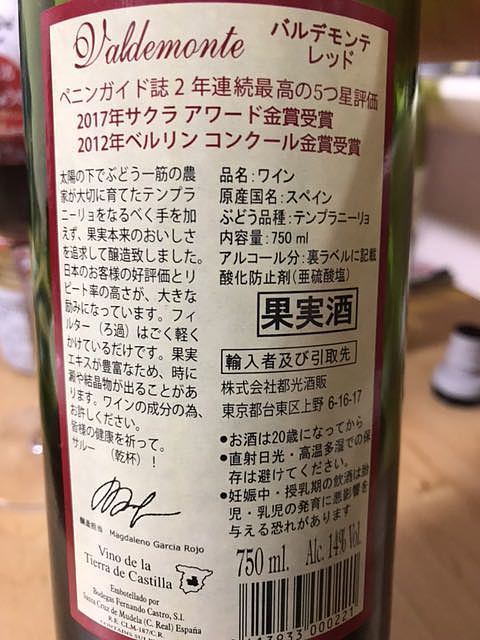 Valdemonte
バルデモンテ
レッド
ペニンガイド誌2年連続最高の5つ星評価
2017年サクラ アワード金賞受賞
2012年ベルリン コンクール金賞受賞
太陽の下でぶどう一筋の農
家が大切に育てたテンプラ
ニーリョをなるべく手を加
えず、果実本来のおいしさ
を追求して醸造致しました。
日本のお客様の好評価とリ
ピート率の高さが、大きな
励みになっています。フィ
ルター（ろ過）はごく軽く
かけているだけです。果実
エキスが豊富なため、時に
澱や結晶物が出ることがあ
ります。ワインの成分の為、
お許しください。
皆様の健康を祈って。
サルー （乾杯）！
醸造担当 Magdaleno Garcia Rojo
Vino de la
Tierra de Castilla
Embotellado por
Bodegas Fernando Castro, S.l.
Santa Cruz de Mudela (C. Real) España
R.E. CLM-187/C.R.
品名：ワイン
原産国名：スペイン
ぶどう品種：テンプラニーリョ
内容量：750 ml
アルコール分：裏ラベルに記載
酸化防止剤（亜硫酸塩）
果実酒
輸入者及び引取先
株式会社都光酒販
東京都台東区上野 6-16-17
●お酒は20歳になってから
●直射日光・高温多湿での保
存は避けてください。
●妊娠中・授乳期の飲酒は胎
児・乳児の発育に悪影響を
与える恐れがあります
750 ml. Alc. 14% Vol.